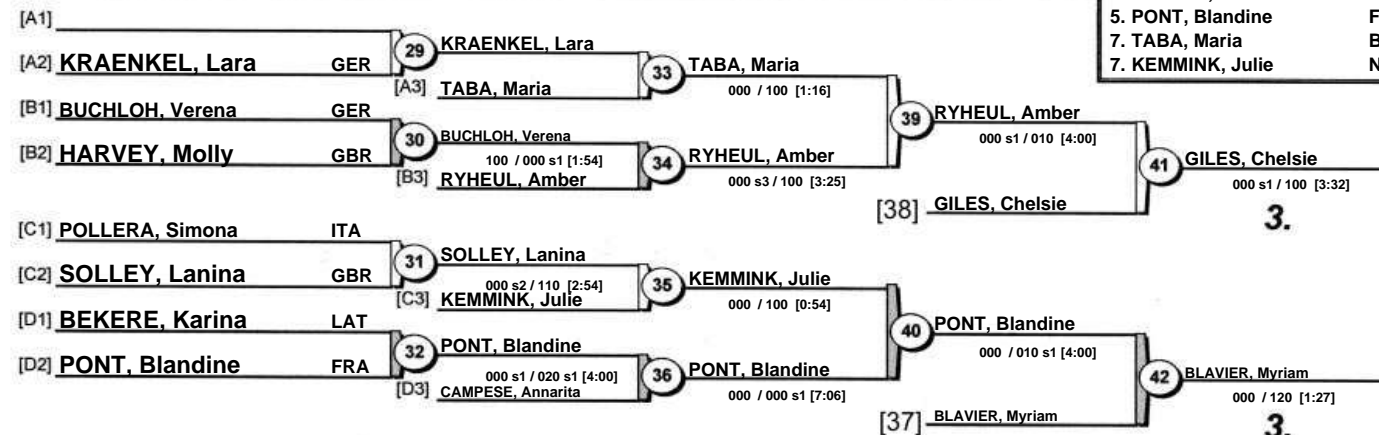 5. PONT, Blandine F
7. TABA, Maria B
7. KEMMINK, Julie N
[A1]
[A2] KRAENKEL, Lara GER
29
KRAENKEL, Lara
[A3] TABA, Maria
33
TABA, Maria
000 / 100 [1:16]
[B1] BUCHLOH, Verena GER
[B2] HARVEY, Molly GBR
30
BUCHLOH, Verena
100 / 000 s1 [1:54]
[B3] RYHEUL, Amber
34
RYHEUL, Amber
000 s3 / 100 [3:25]
39
RYHEUL, Amber
000 s1 / 010 [4:00]
[38] GILES, Chelsie
41
GILES, Chelsie
000 s1 / 100 [3:32]
3.
[C1] POLLERA, Simona ITA
[C2] SOLLEY, Lanina GBR
31
SOLLEY, Lanina
000 s2 / 110 [2:54]
[C3] KEMMINK, Julie
35
KEMMINK, Julie
000 / 100 [0:54]
[D1] BEKERE, Karina LAT
[D2] PONT, Blandine FRA
32
PONT, Blandine
000 s1 / 020 s1 [4:00]
[D3] CAMPESE, Annarita
36
PONT, Blandine
000 / 000 s1 [7:06]
40
PONT, Blandine
000 / 010 s1 [4:00]
[37] BLAVIER, Myriam
42
BLAVIER, Myriam
000 / 120 [1:27]
3.